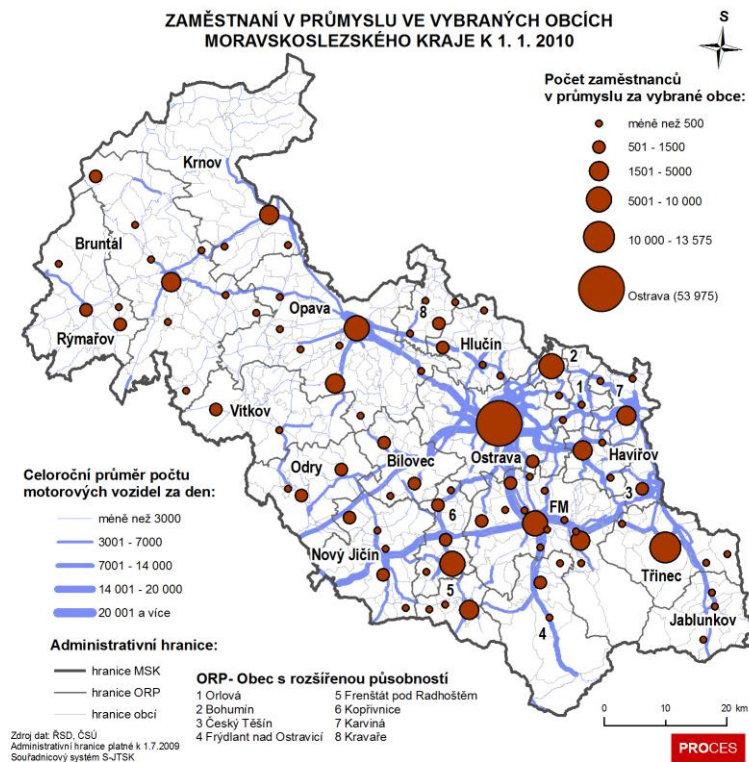 ZAMĚSTNANÍ V PRŮMYSLU VE VYBRANÝCH OBCÍCH
MORAVSKOSLEZSKÉHO KRAJE K 1. 1. 2010
S
Počet zaměstnanců
v průmyslu za vybrané obce:
méně než 500
501 - 1500
1501 - 5000
5001 - 10 000
10 000 - 13 575
Ostrava (53 975)
Krnov
Bruntál
Rýmařov
Opava
8
Hlučín
2
1
7
Vítkov
Odry
Bílovec
Ostrava
Havířov
3
6
FM
Nový Jičín
5
Třinec
4
Jablunkov
Celoroční průměr počtu
motorových vozidel za den:
méně než 3000
3001 - 7000
7001 - 14 000
14 001 - 20 000
20 001 a více
Administrativní hranice:
hranice MSK
hranice ORP
hranice obcí
ORP- Obec s rozšířenou působností
1 Orlová
2 Bohumín
3 Český Těšín
4 Frýdlant nad Ostravicí
5 Frenštát pod Radhoštěm
6 Kopřivnice
7 Karviná
8 Kravaře
0 10 20 km
Zdroj dat: ŘSD, ČSÚ
Administrativní hranice platné k 1.7.2009
Souřadnicový systém S-JTSK
PROCES